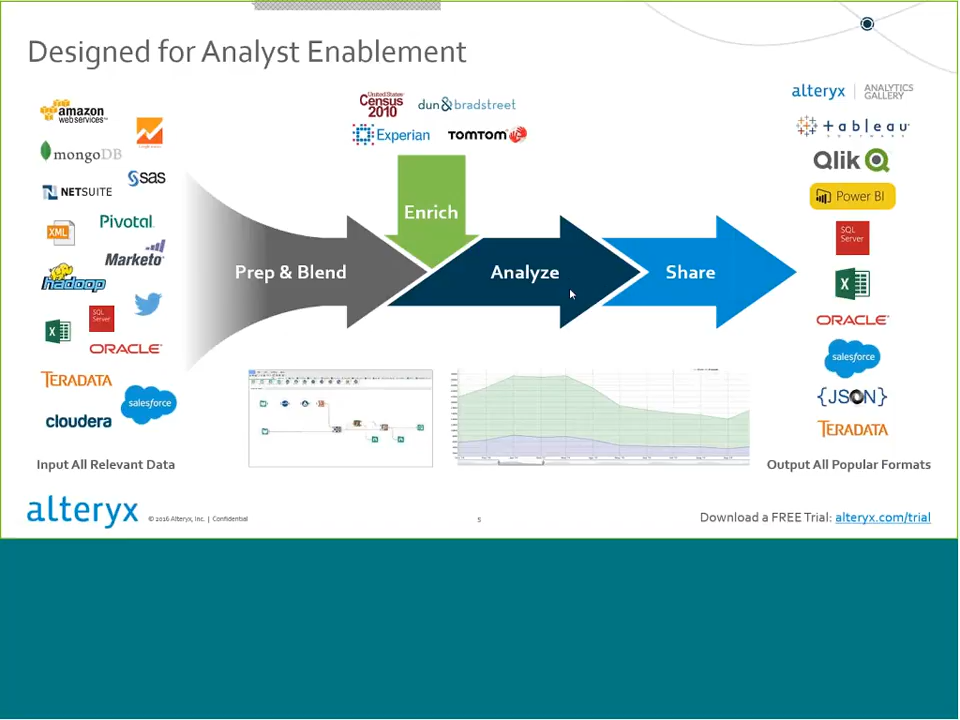 Designed for Analyst Enablement
amazon
web services™
mongoDB
sas
NETSUITE
XML
Pivotal
Marketo
hadoop
SQL
Server
ORACLE
TERADATA
salesforce
cloudera
Input All Relevant Data
United States
Census
2010
dun&bradstreet
Experian
TOMTOM
Enrich
Prep & Blend
Analyze
Share
alteryx | ANALYTICS
GALLERY
+ableau
SOFTWARE
Qlik
Power BI
SQL
Server
X
ORACLE
salesforce
{JSON}
TERADATA
Output All Popular Formats
alteryx
© 2016 Alteryx, Inc. | Confidential
5
Download a FREE Trial: alteryx.com/trial